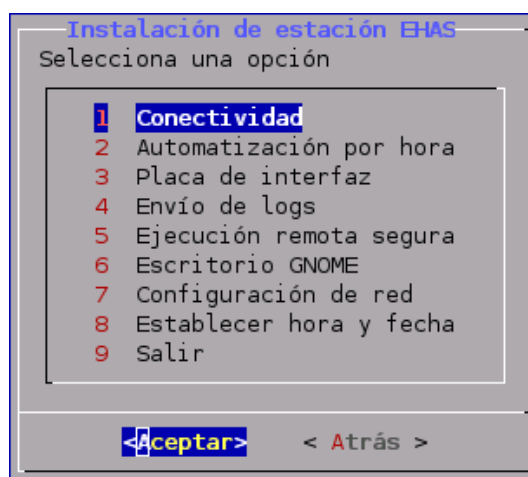 Instalación de estación EHAS
Selecciona una opción
1 Conectividad
2 Automatización por hora
3 Placa de interfaz
4 Envío de logs
5 Ejecución remota segura
6 Escritorio GNOME
7 Configuración de red
8 Establecer hora y fecha
9 Salir
<Aceptar> < Atrás >